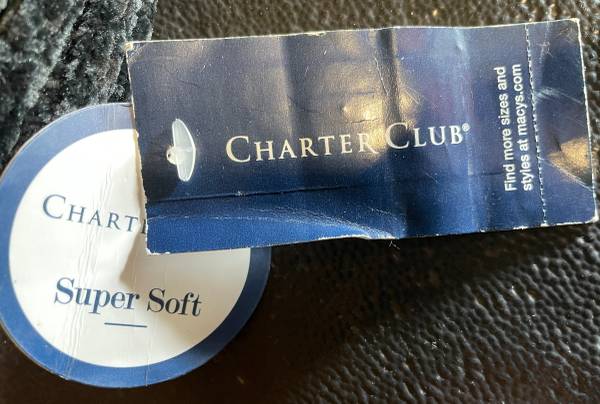 CHARTER CLUB®
Find more sizes and
styles at macys.com
CHARTE
Super Soft